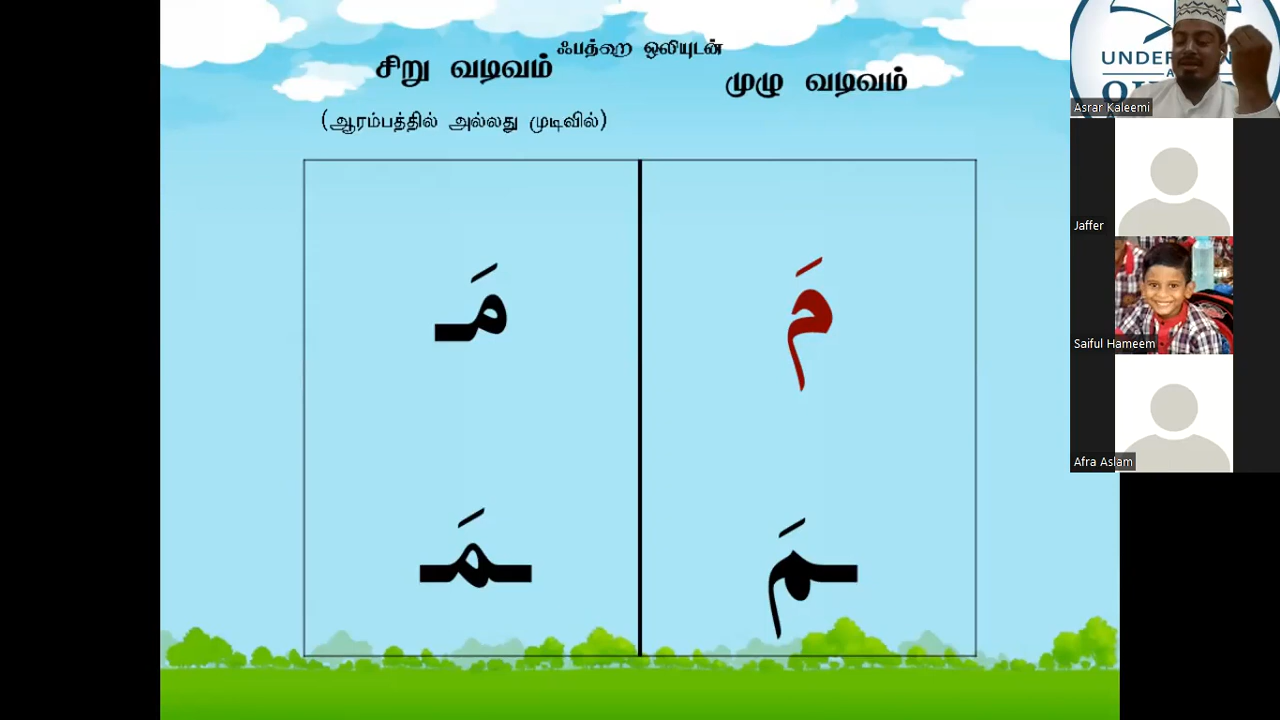 ஃபத்ஹா ஒலியுடன்
சிறு வடிவம்
முழு வடிவம்
(ஆரம்பத்தில் அல்லது முடிவில்)
مَـ
مَ
ـمَـ
ـمَ
Asrar Kaleemi
Jaffer
Saiful Hameem
Afra Aslam